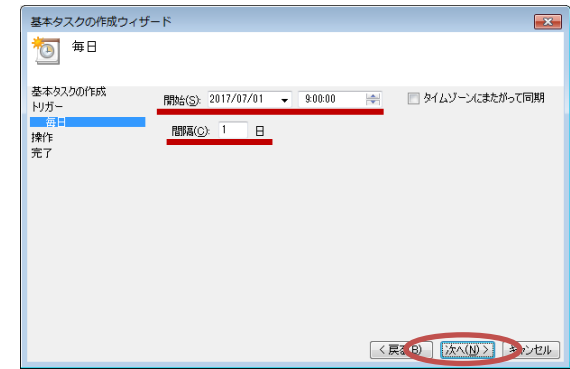 基本タスクの作成ウィザード
毎日
基本タスクの作成
トリガー
毎日
操作
完了
開始(S): 2017/07/01 9:00:00 タイムゾーンにまたがって同期
間隔(C): 1 日
< 戻る(B) 次へ(N) > キャンセル